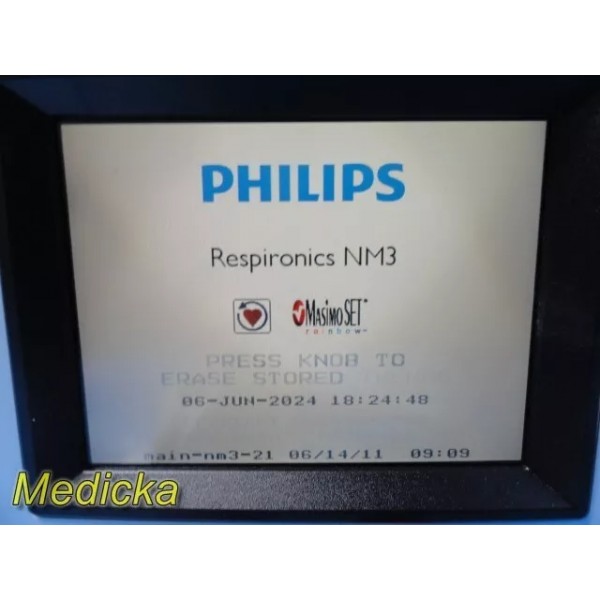 PHILIPS
Respironics NM3
MASIMO SET
rainbow
PRESS KNOB TO
ERASE STORED
06-JUN-2024 18:24:48
main-nm3-21 06/14/11 09:09
Medicka